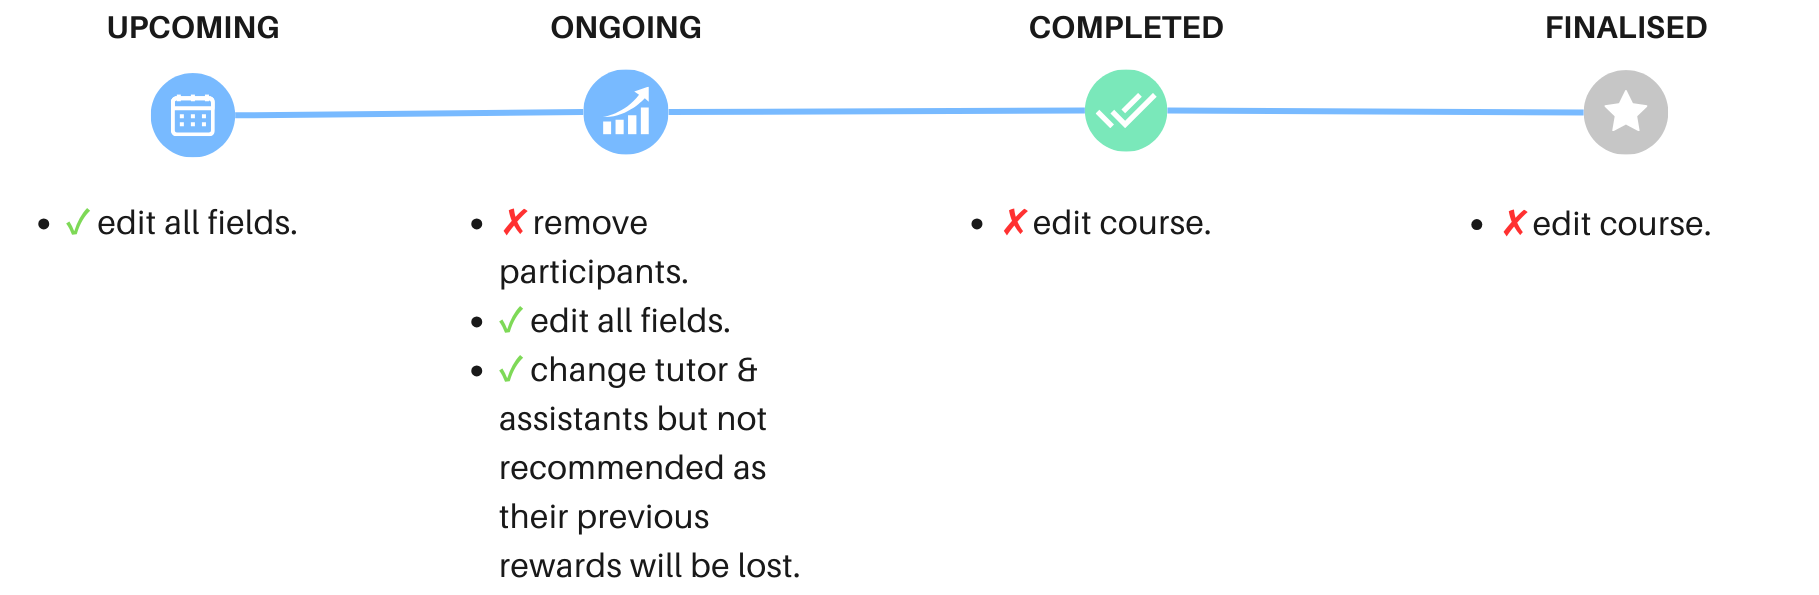 UPCOMING
ONGOING
COMPLETED
FINALISED
• ✓ edit all fields.
• ✗ remove
participants.
• ✓ edit all fields.
• ✓ change tutor &
assistants but not
recommended as
their previous
rewards will be lost.
• ✗ edit course.
• ✗ edit course.